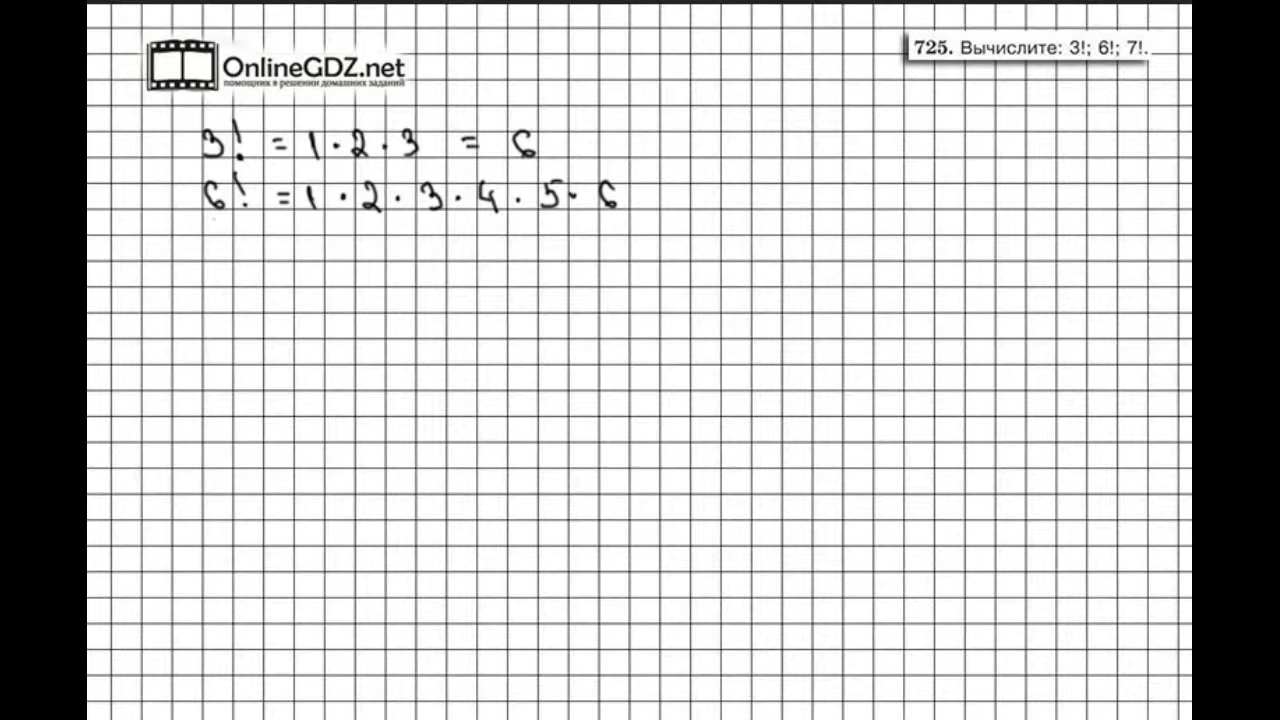 OnlineGDZ.net
помощник в решении домашних заданий
725. Вычислите: 3!; 6!; 7!.
3! = 1 · 2 · 3 = 6
6! = 1 · 2 · 3 · 4 · 5 · 6